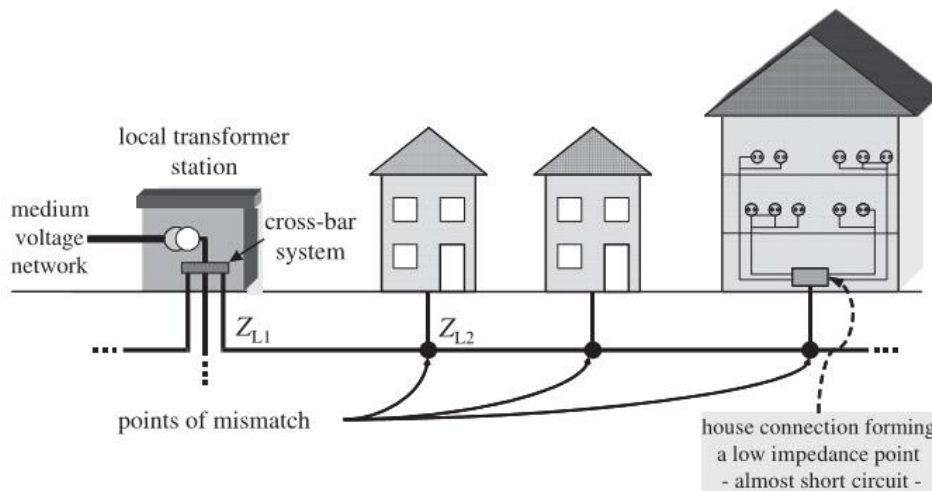 local transformer
station
medium
voltage
network
cross-bar
system
Z_L1
Z_L2
points of mismatch
house connection forming
a low impedance point
- almost short circuit -